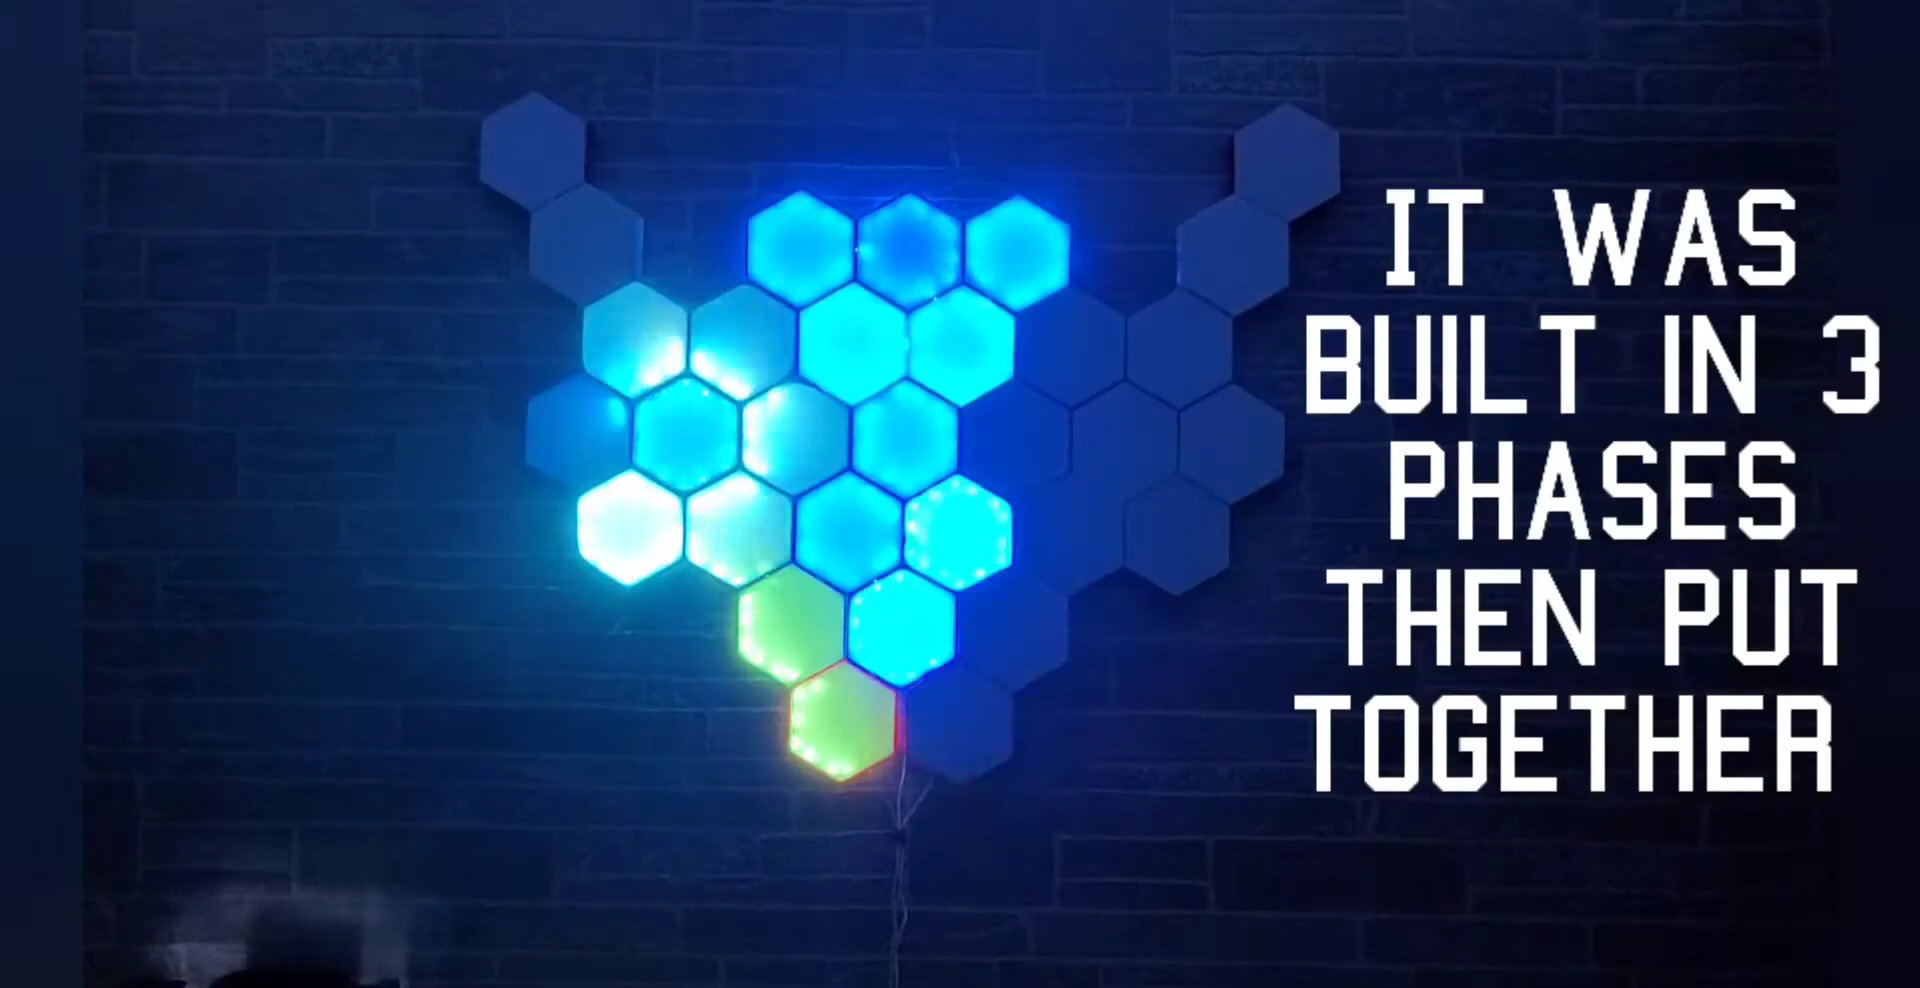 IT WAS
BUILT IN 3
PHASES
THEN PUT
TOGETHER